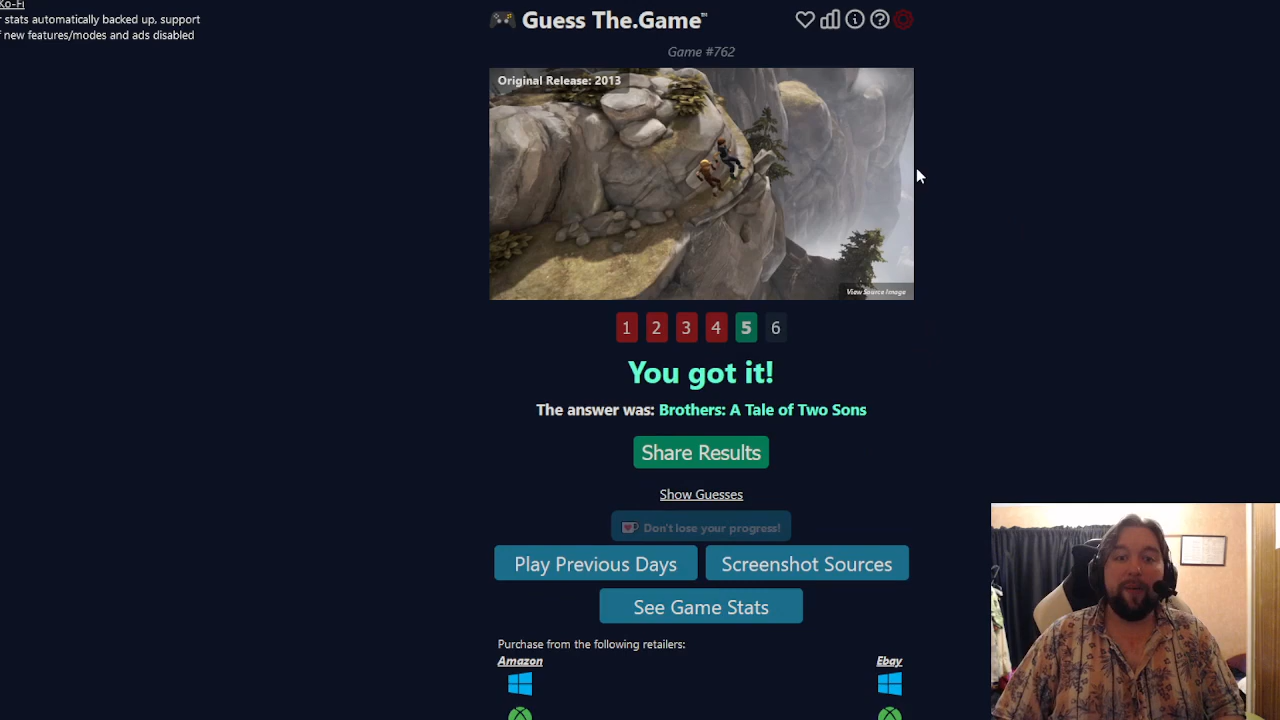 Ko-Fi
stats automatically backed up, support
new features/modes and ads disabled
Guess The.Game™
Game #762
Original Release: 2013
View Source Image
1 2 3 4 5 6
You got it!
The answer was: Brothers: A Tale of Two Sons
Share Results
Show Guesses
Don't lose your progress!
Play Previous Days Screenshot Sources
See Game Stats
Purchase from the following retailers:
Amazon Ebay